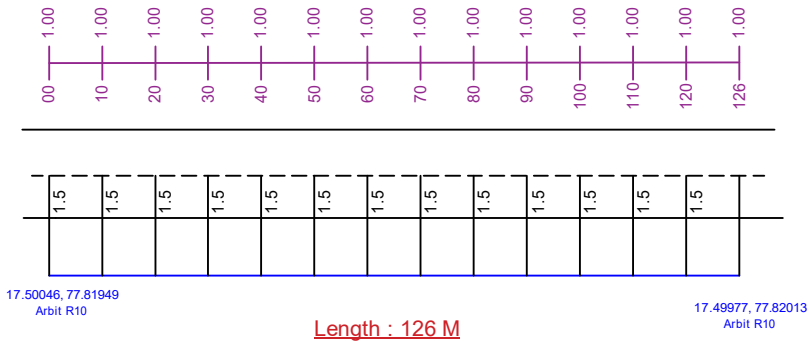 1.00 1.00 1.00 1.00 1.00 1.00 1.00 1.00 1.00 1.00 1.00 1.00 1.00 1.00
00 10 20 30 40 50 60 70 80 90 100 110 120 126
1.5 1.5 1.5 1.5 1.5 1.5 1.5 1.5 1.5 1.5 1.5 1.5 1.5
17.50046, 77.81949
Arbit R10
17.49977, 77.82013
Arbit R10
Length : 126 M